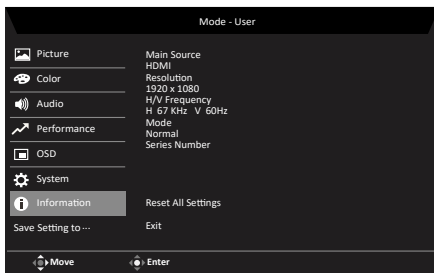 Mode - User
Picture
Color
Audio
Performance
OSD
System
Information
Save Setting to ···
Main Source
HDMI
Resolution
1920 x 1080
H/V Frequency
H 67 KHz V 60Hz
Mode
Normal
Series Number
Reset All Settings
Exit
Move Enter